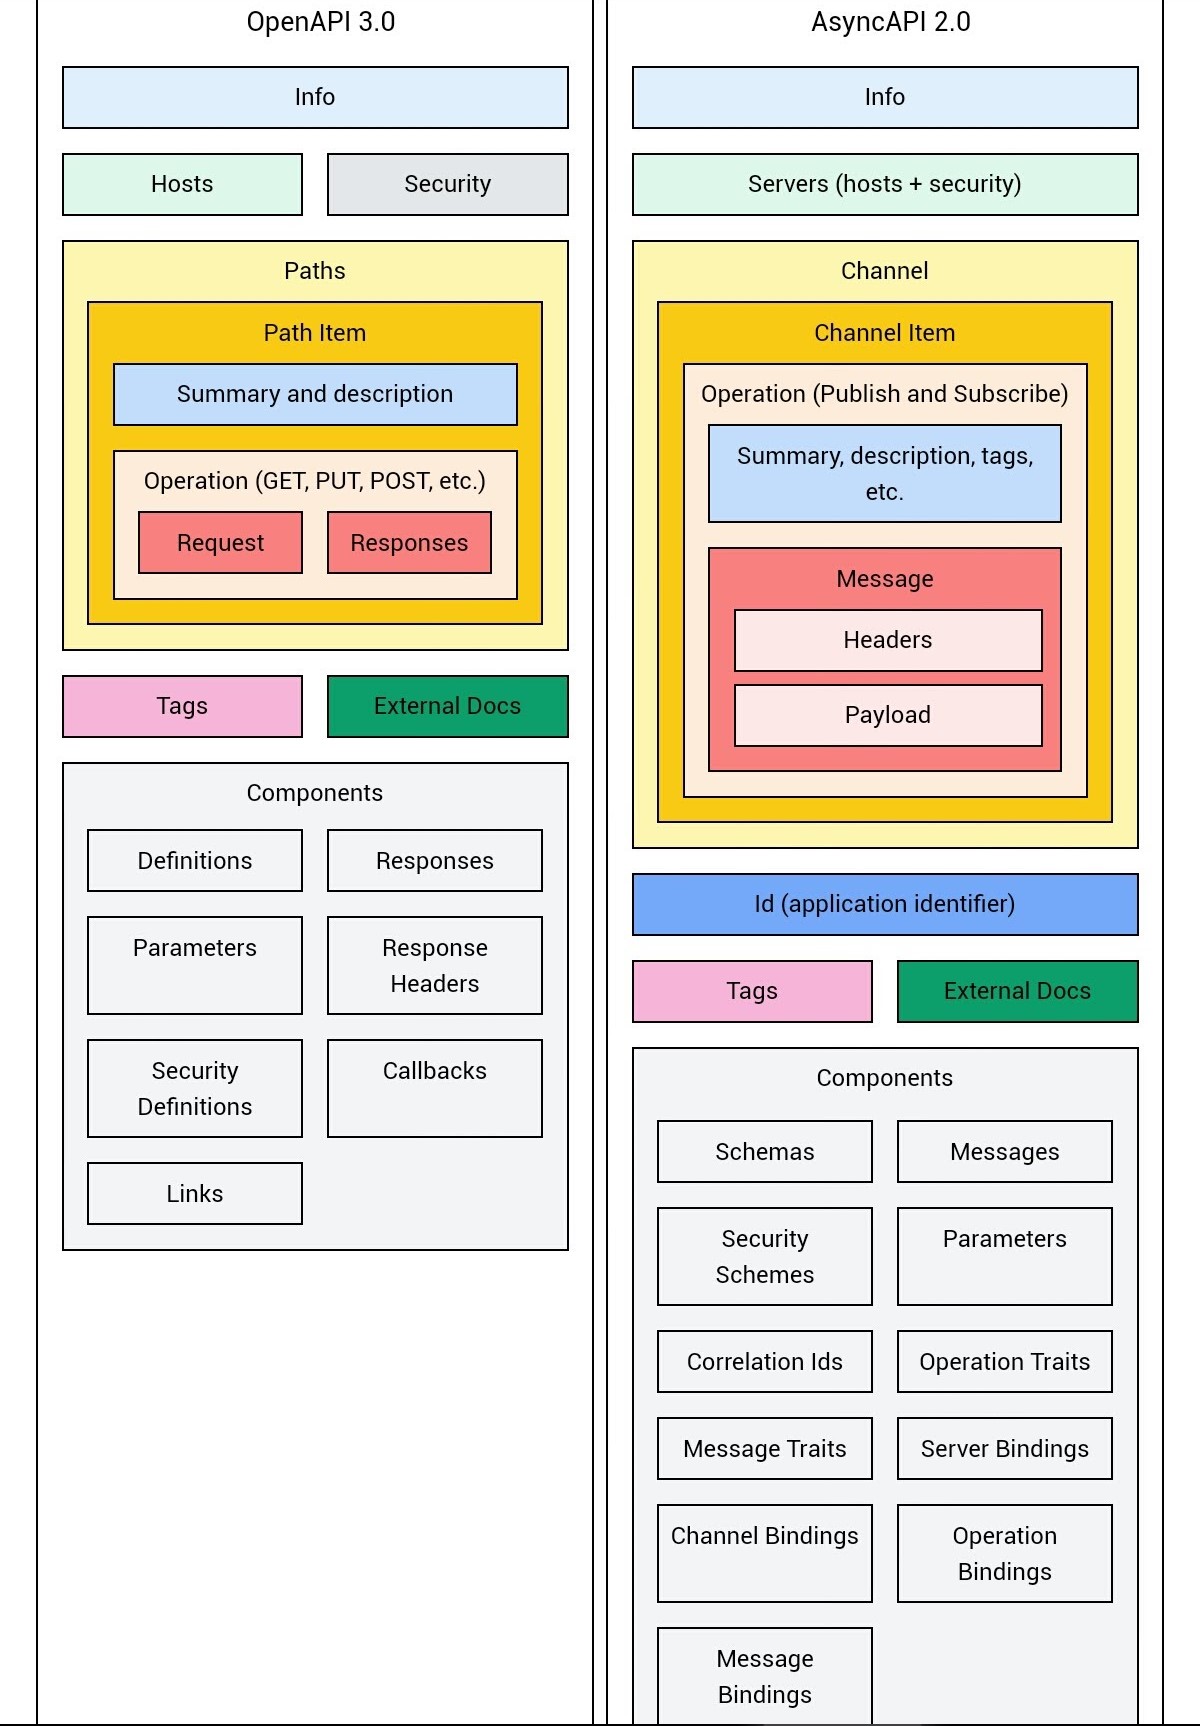 OpenAPI 3.0
Info
Hosts
Security
Paths
Path Item
Summary and description
Operation (GET, PUT, POST, etc.)
Request
Responses
Tags
External Docs
Components
Definitions
Responses
Parameters
Response
Headers
Security
Definitions
Callbacks
Links
AsyncAPI 2.0
Info
Servers (hosts + security)
Channel
Channel Item
Operation (Publish and Subscribe)
Summary, description, tags,
etc.
Message
Headers
Payload
Id (application identifier)
Tags
External Docs
Components
Schemas
Messages
Security
Schemes
Parameters
Correlation Ids
Operation Traits
Message Traits
Server Bindings
Channel Bindings
Operation
Bindings
Message
Bindings